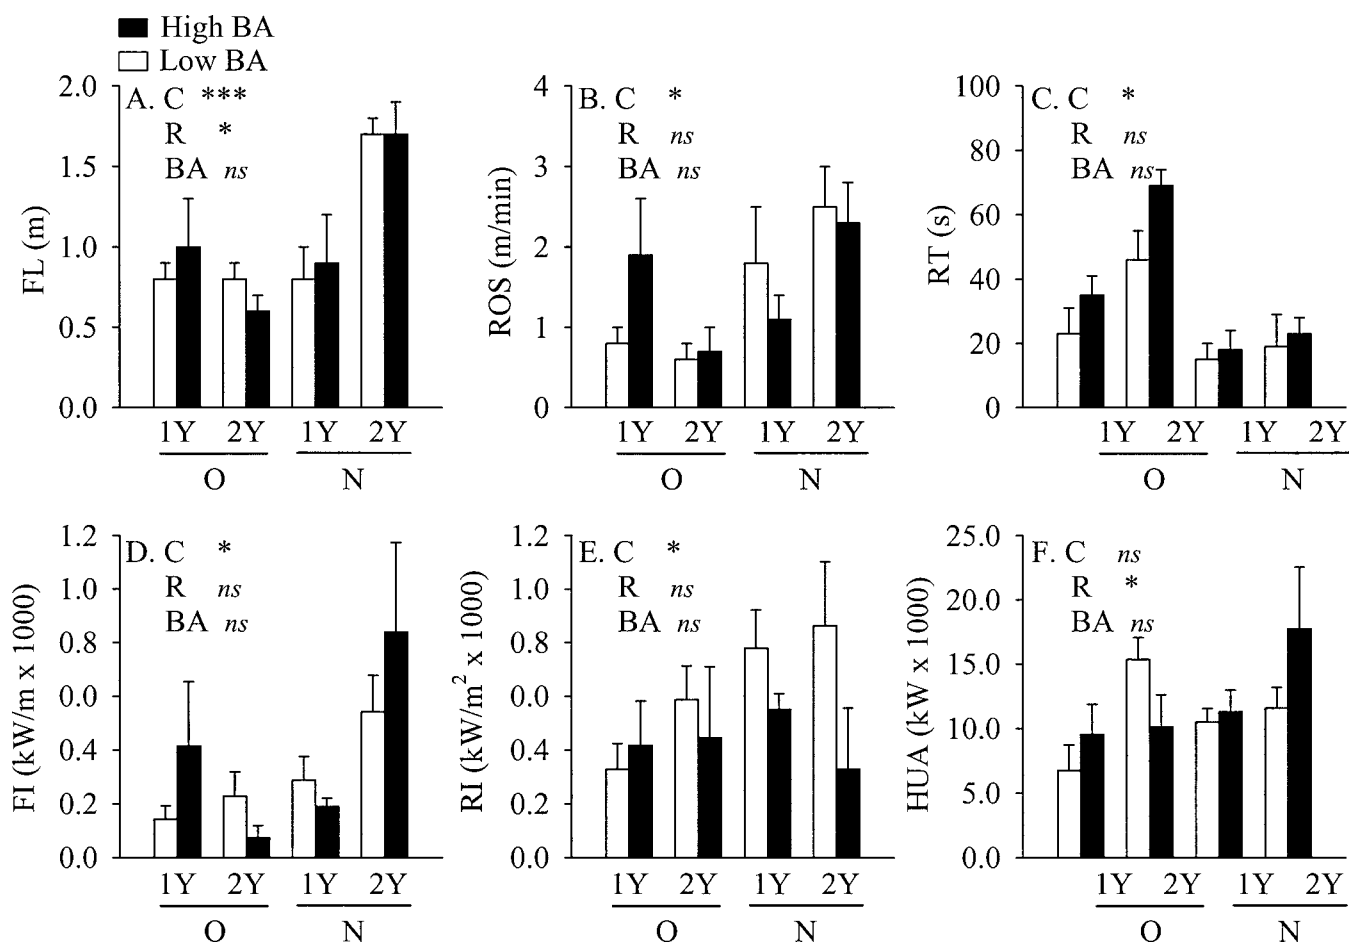 High BA
Low BA
A. C ***
R *
BA ns
2.0
1.5
1.0
0.5
0.0
FL (m)
1Y 2Y 1Y 2Y
O N
B. C *
R ns
BA ns
4
3
2
1
0
ROS (m/min)
1Y 2Y 1Y 2Y
O N
C. C *
R ns
BA ns
100
80
60
40
20
0
RT (s)
1Y 2Y 1Y 2Y
O N
D. C *
R ns
BA ns
1.2
1.0
0.8
0.0
0.4
0.2
0.0
FI (kW/m x 1000)
1Y 2Y 1Y 2Y
O N
E. C *
R ns
BA ns
1.2
1.0
0.8
0.0
0.4
0.2
0.0
RI (kW/m² x 1000)
1Y 2Y 1Y 2Y
O N
F. C ns
R *
BA ns
25.0
20.0
15.0
10.0
5.0
0.0
HUA (kW x 1000)
1Y 2Y 1Y 2Y
O N